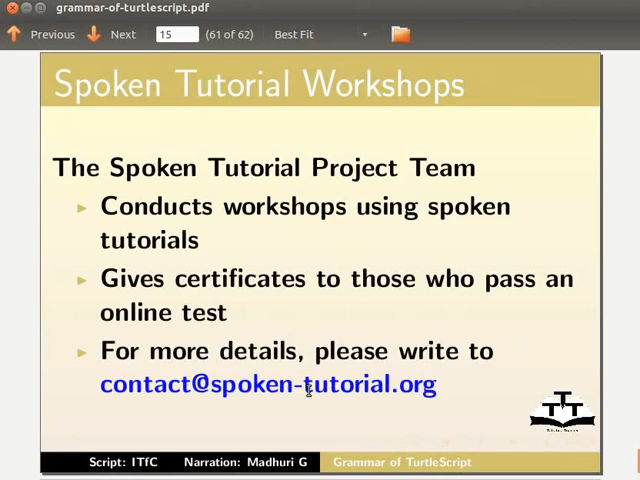 grammar-of-turtlescript.pdf
Previous Next 15 (61 of 62) Best Fit
Spoken Tutorial Workshops
The Spoken Tutorial Project Team
Conducts workshops using spoken
tutorials
Gives certificates to those who pass an
online test
For more details, please write to
contact@spoken-tutorial.org
Script: ITfC Narration: Madhuri G Grammar of TurtleScript